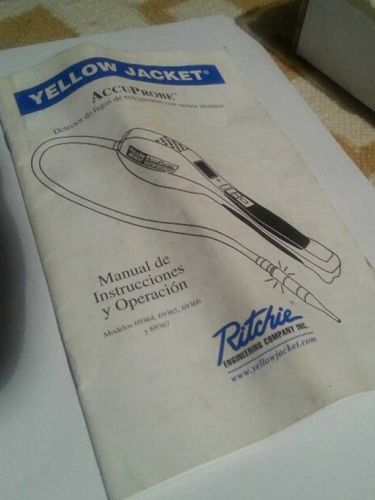 YELLOW JACKET®
ACCUPROBE™
Detector de fugas de refrigerante con sensor térmico
Manual de
Instrucciones
y Operación
Modelos 69364, 69365, 69366
y 69367
Ritchie
ENGINEERING COMPANY INC.
www.yellowjacket.com